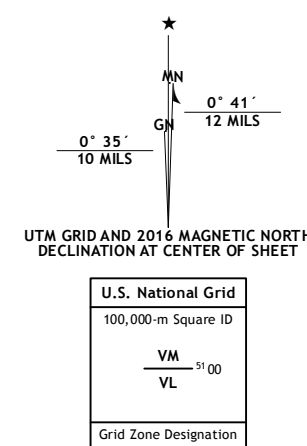 ★
MN
0° 41´
12 MILS
GN
0° 35´
10 MILS
UTM GRID AND 2016 MAGNETIC NORTH
DECLINATION AT CENTER OF SHEET
U.S. National Grid
100,000-m Square ID
VM
51 00
VL
Grid Zone Designation